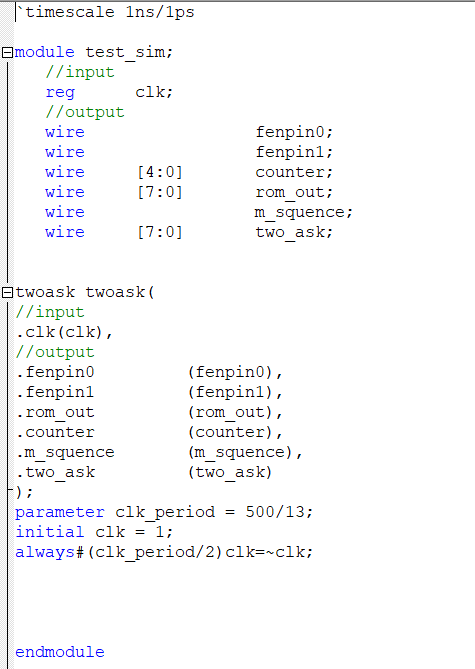 `timescale 1ns/1ps
module test_sim;
//input
reg clk;
//output
wire fenpin0;
wire fenpin1;
wire [4:0] counter;
wire [7:0] rom_out;
wire m_squence;
wire [7:0] two_ask;
twoask twoask(
//input
.clk(clk),
//output
.fenpin0 (fenpin0),
.fenpin1 (fenpin1),
.rom_out (rom_out),
.counter (counter),
.m_squence (m_squence),
.two_ask (two_ask)
);
parameter clk_period = 500/13;
initial clk = 1;
always#(clk_period/2)clk=~clk;
endmodule